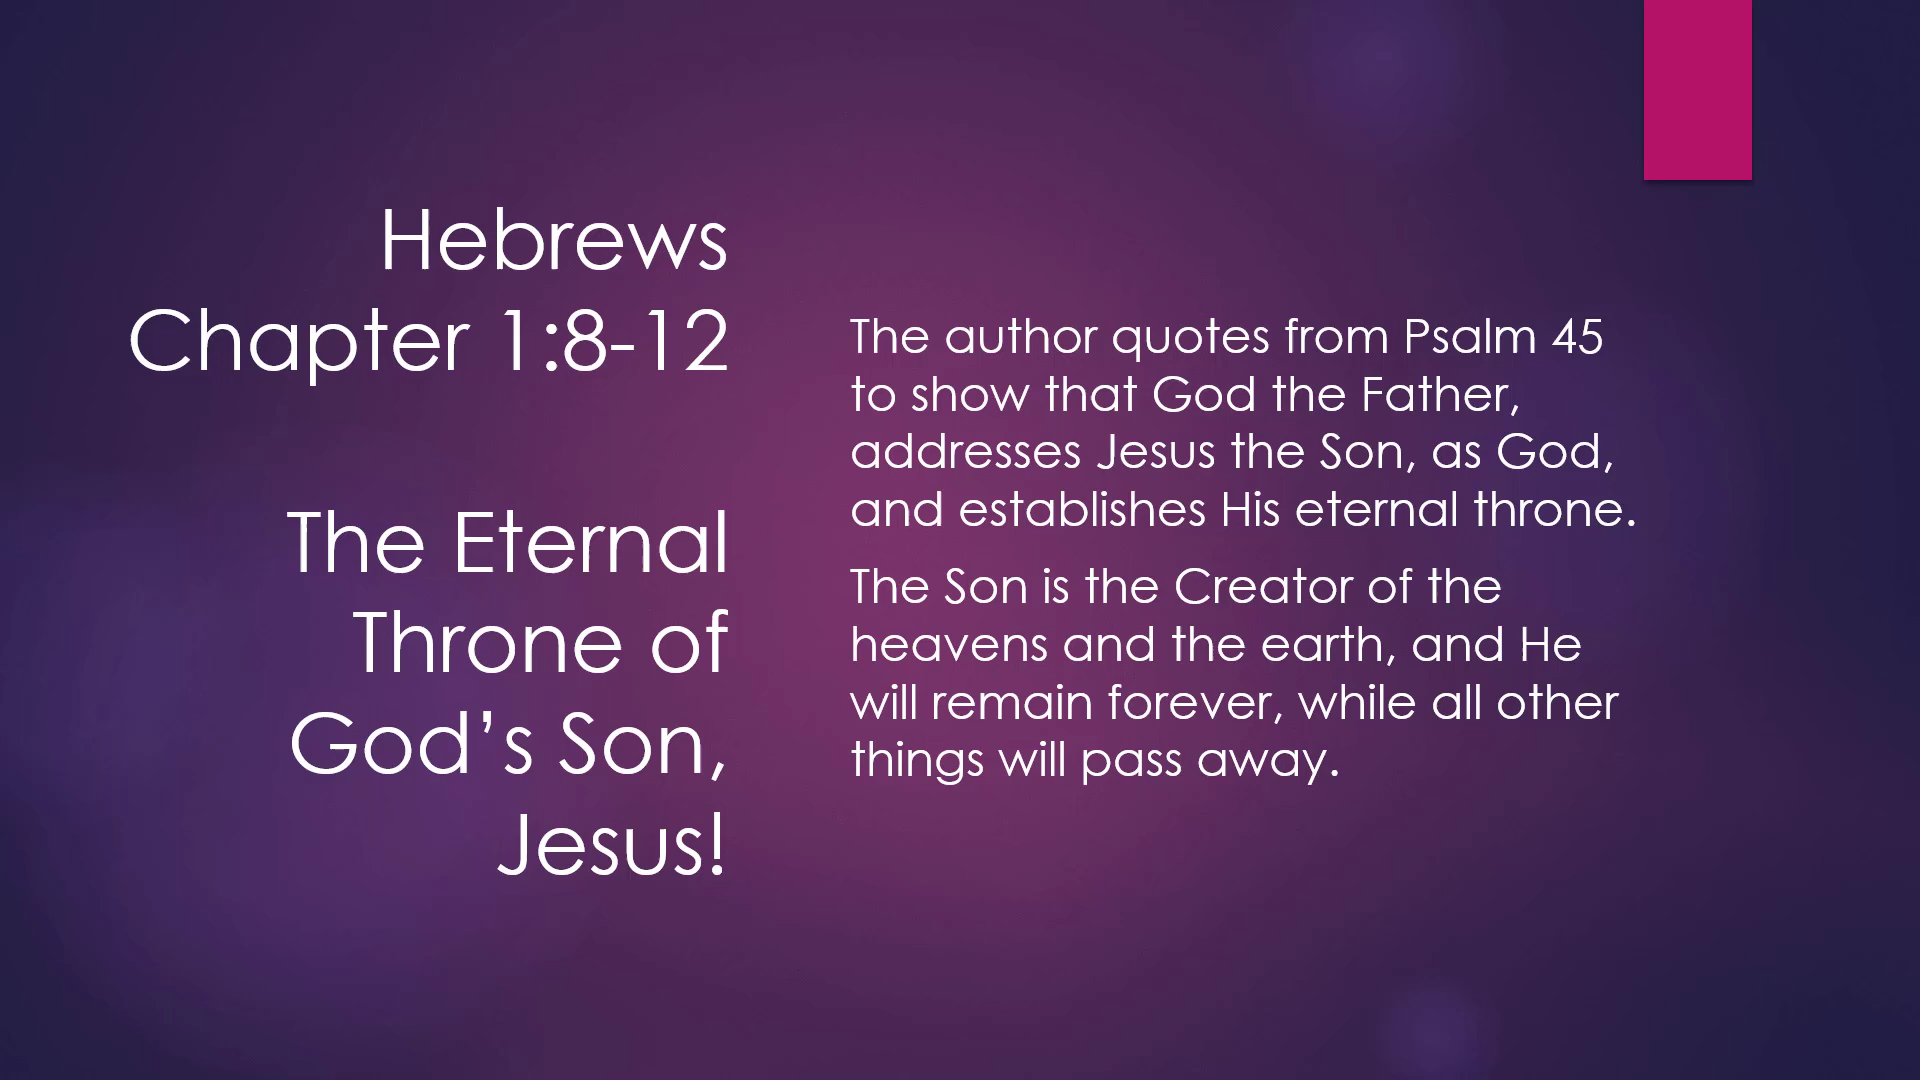 Hebrews
Chapter 1:8-12
The Eternal
Throne of
God’s Son,
Jesus!
The author quotes from Psalm 45
to show that God the Father,
addresses Jesus the Son, as God,
and establishes His eternal throne.
The Son is the Creator of the
heavens and the earth, and He
will remain forever, while all other
things will pass away.